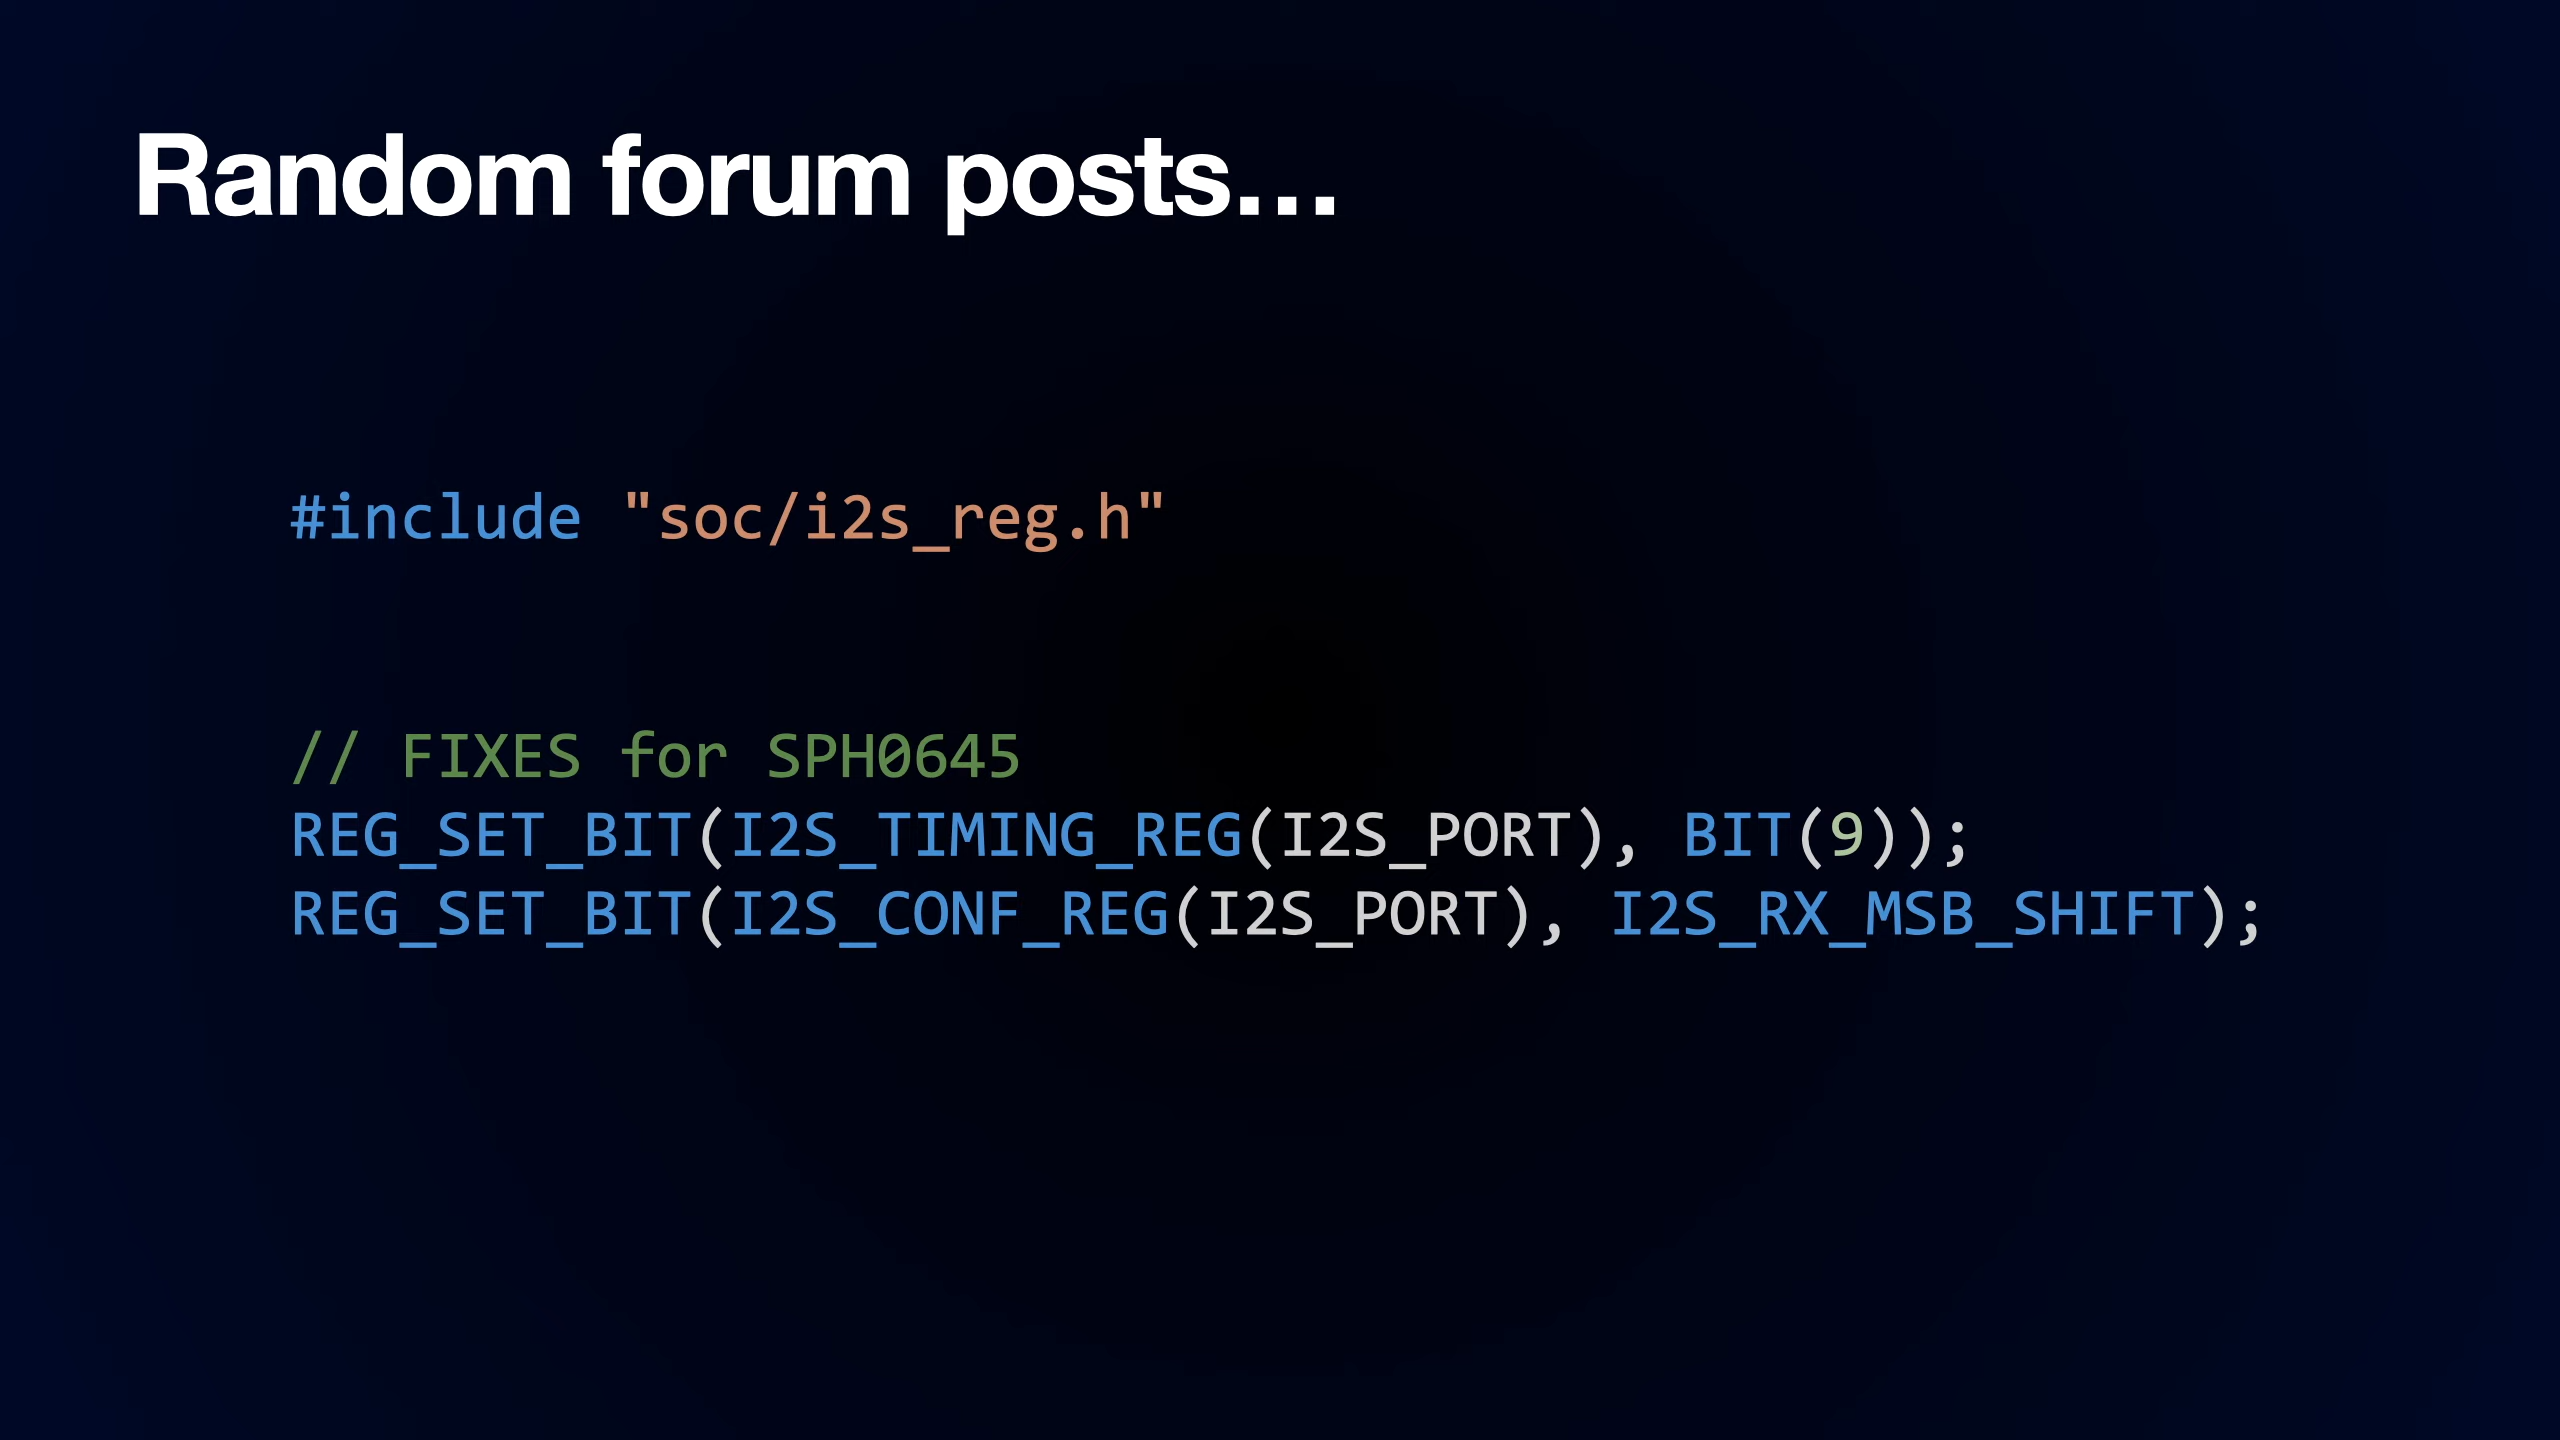 Random forum posts…
#include "soc/i2s_reg.h"
// FIXES for SPH0645
REG_SET_BIT(I2S_TIMING_REG(I2S_PORT), BIT(9));
REG_SET_BIT(I2S_CONF_REG(I2S_PORT), I2S_RX_MSB_SHIFT);